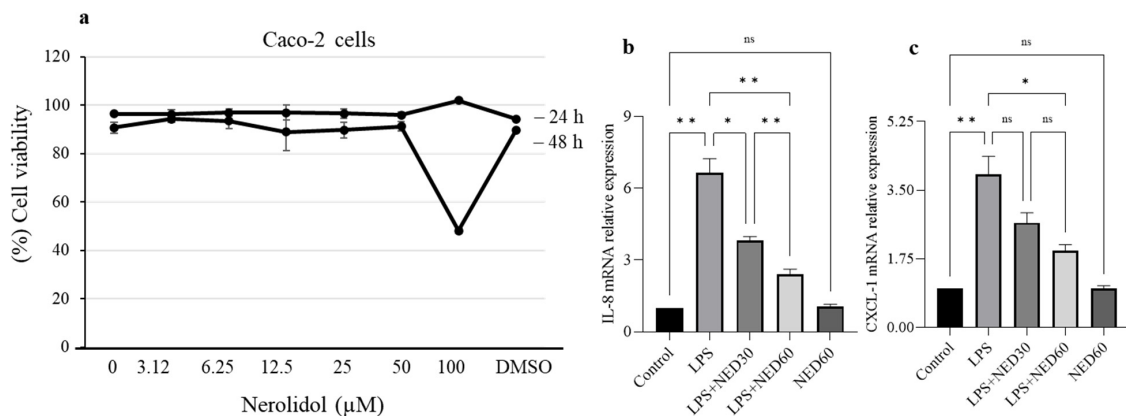 a
Caco-2 cells
(%) Cell viability
120
100
80
60
40
20
0
0 3.12 6.25 12.5 25 50 100 DMSO
Nerolidol (µM)
– 24 h
– 48 h
b
ns
* *
* * * * *
IL-8 mRNA relative expression
9
6
3
0
Control LPS LPS+NED30 LPS+NED60 NED60
c
ns
*
* * ns ns
CXCL-1 mRNA relative expression
5.25
3.50
1.75
0.00
Control LPS LPS+NED30 LPS+NED60 NED60